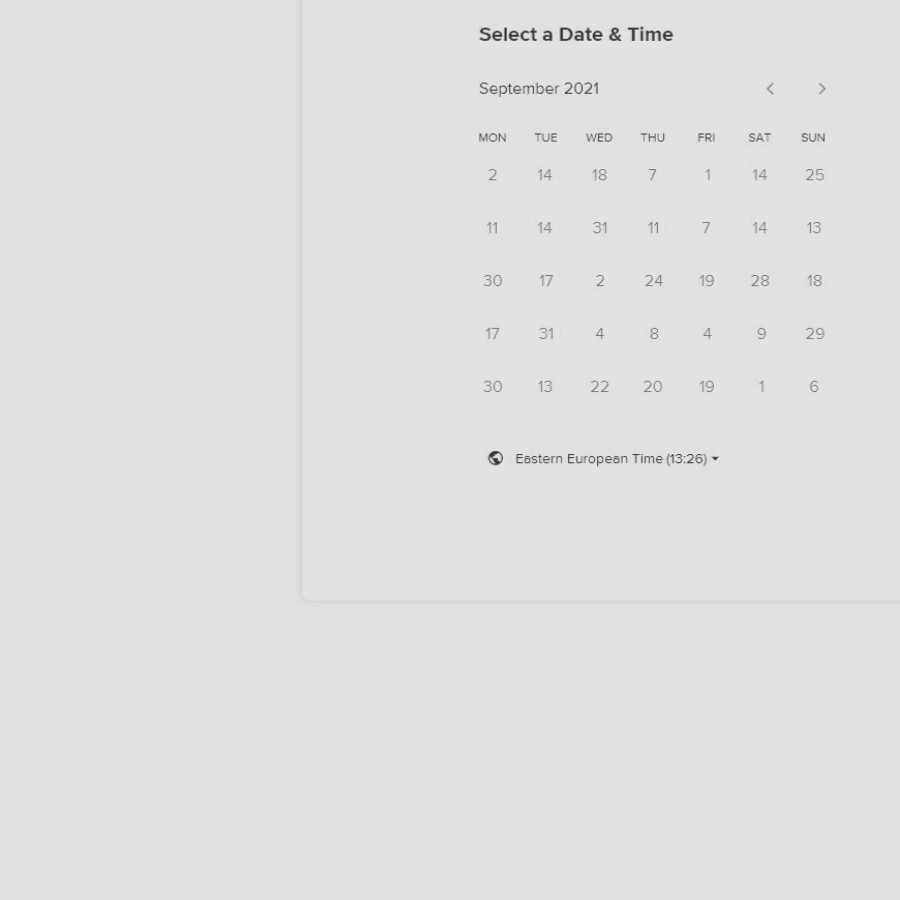 Select a Date & Time
September 2021
MON TUE WED THU FRI SAT SUN
2 14 18 7 1 14 25
11 14 31 11 7 14 13
30 17 2 24 19 28 18
17 31 4 8 4 9 29
30 13 22 20 19 1 6
Eastern European Time (13:26)